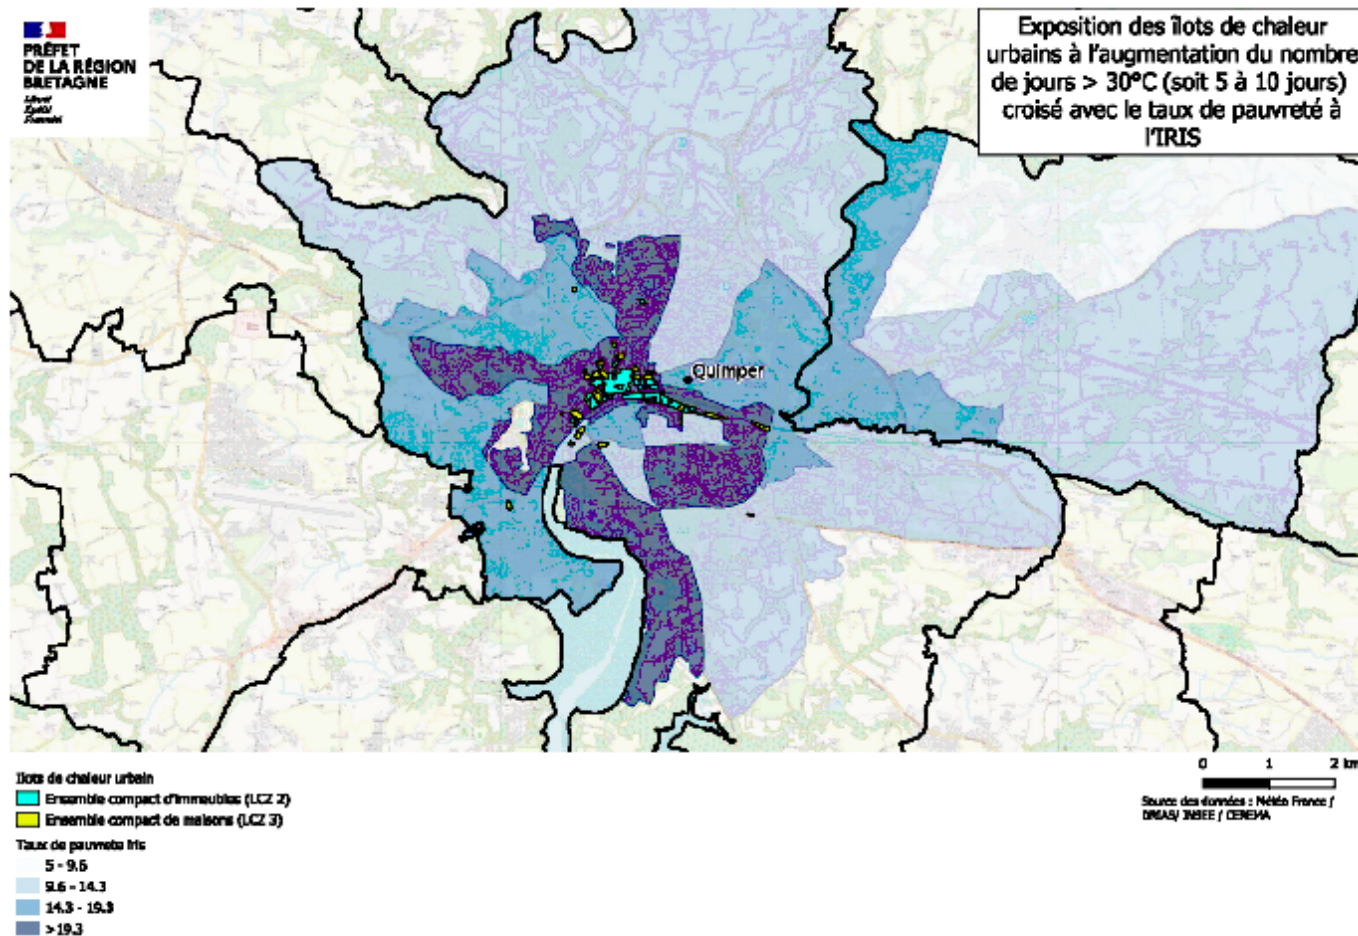 PRÉFET
DE LA RÉGION
BRETAGNE
Liberté
Égalité
Fraternité
Exposition des îlots de chaleur
urbains à l'augmentation du nombre
de jours > 30°C (soit 5 à 10 jours)
croisé avec le taux de pauvreté à
l'IRIS
Quimper
Ilots de chaleur urbain
Ensemble compact d'immeubles (LCZ 2)
Ensemble compact de maisons (LCZ 3)
Taux de pauvreté iris
5 - 9.6
9.6 - 14.3
14.3 - 19.3
>19.3
0 1 2 km
Source des données : Météo France /
DRIAS/ INSEE / CEREMA